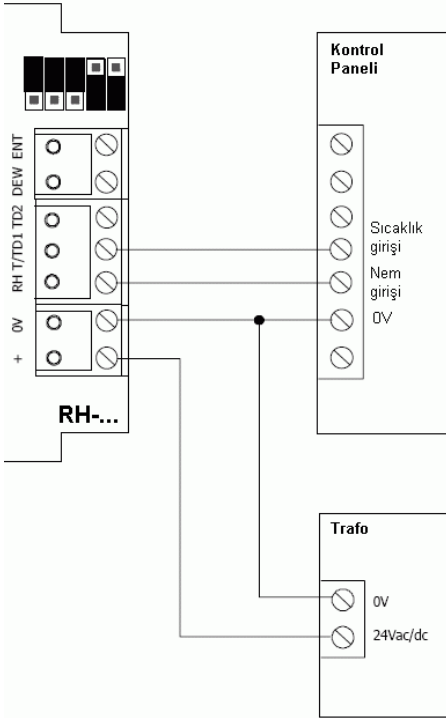 Kontrol
Paneli
ENT
DEW
TD2
T/TD1
RH
0V
+
Sıcaklık
girişi
Nem
girişi
0V
RH-...
Trafo
0V
24Vac/dc